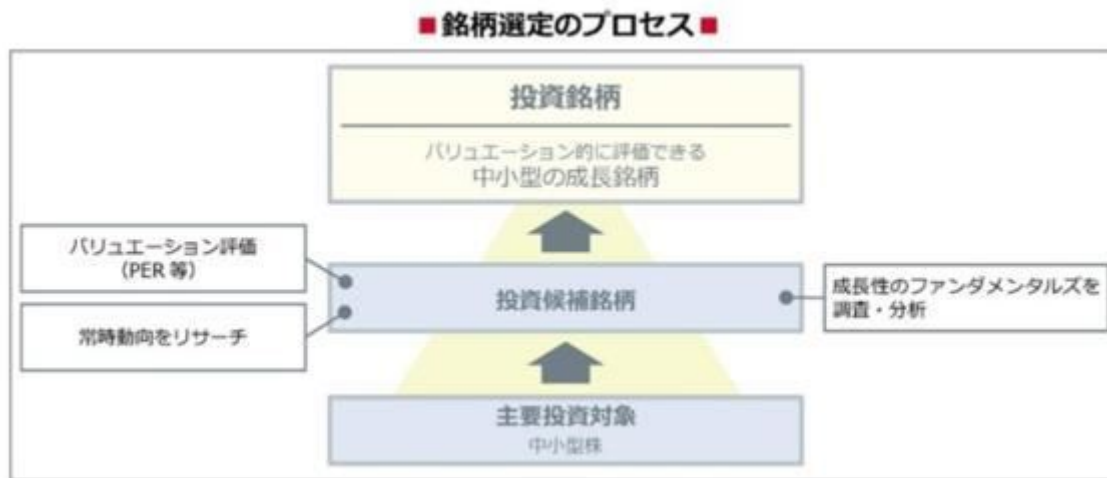 ■銘柄選定のプロセス■
投資銘柄
バリュエーション的に評価できる
中小型の成長銘柄
バリュエーション評価
(PER 等)
常時動向をリサーチ
投資候補銘柄
成長性のファンダメンタルズを
調査・分析
主要投資対象
中小型株